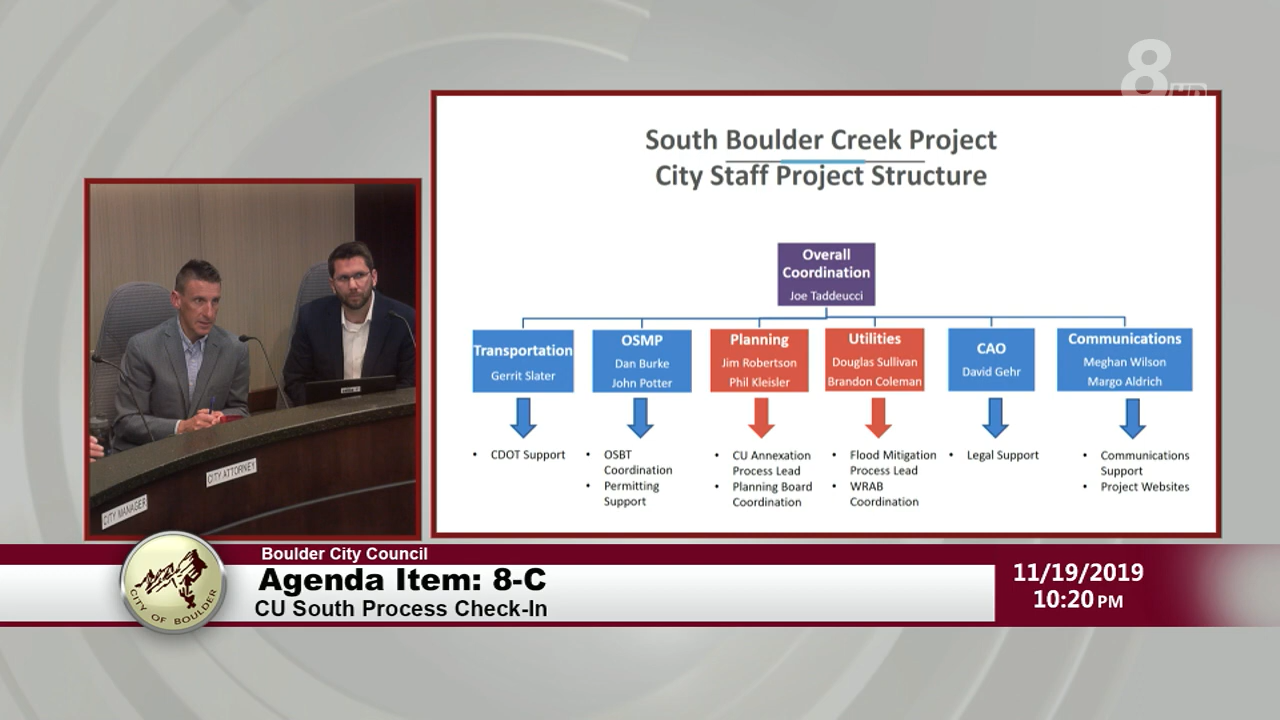 8HD
South Boulder Creek Project
City Staff Project Structure
Overall
Coordination
Joe Taddeucci
Transportation
Gerrit Slater
OSMP
Dan Burke
John Potter
Planning
Jim Robertson
Phil Kleisler
Utilities
Douglas Sullivan
Brandon Coleman
CAO
David Gehr
Communications
Meghan Wilson
Margo Aldrich
• CDOT Support
• OSBT
Coordination
• Permitting
Support
• CU Annexation
Process Lead
• Planning Board
Coordination
• Flood Mitigation
Process Lead
• WRAB
Coordination
• Legal Support
• Communications
Support
• Project Websites
CITY MANAGER
CITY ATTORNEY
CITY OF BOULDER
Boulder City Council
Agenda Item: 8-C
CU South Process Check-In
11/19/2019
10:20 PM